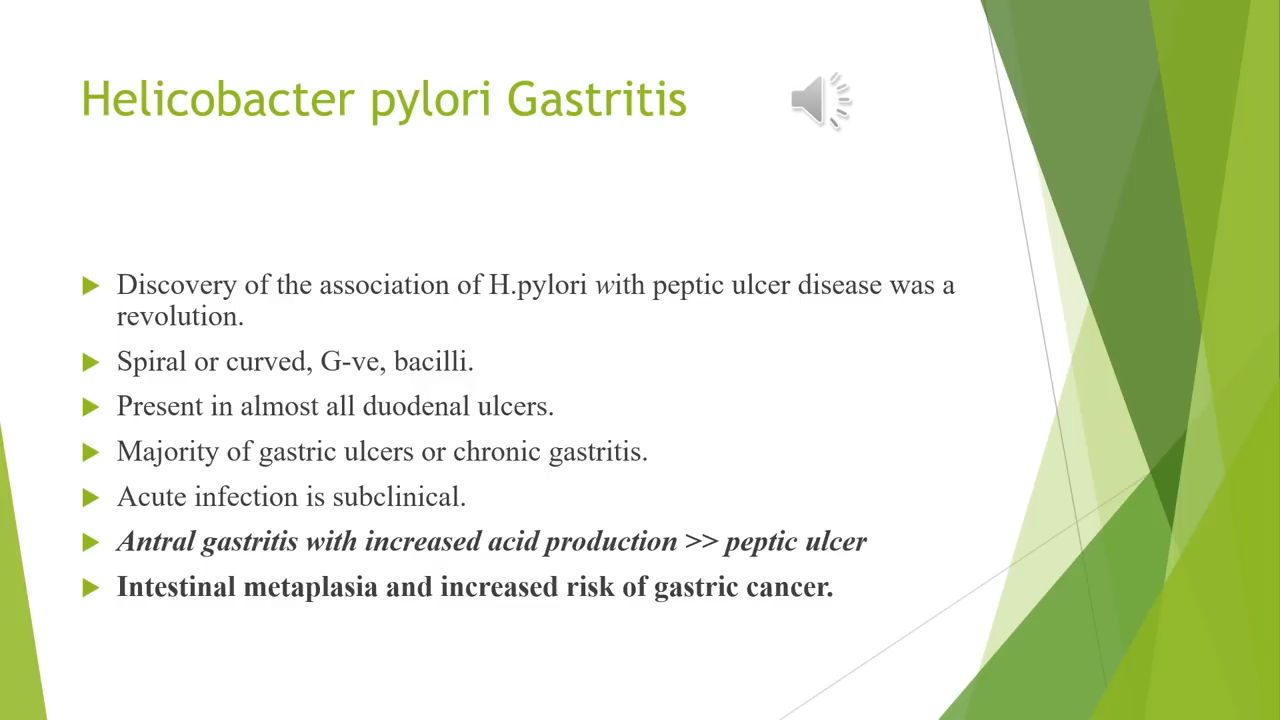 Helicobacter pylori Gastritis
Discovery of the association of H.pylori with peptic ulcer disease was a
revolution.
Spiral or curved, G-ve, bacilli.
Present in almost all duodenal ulcers.
Majority of gastric ulcers or chronic gastritis.
Acute infection is subclinical.
Antral gastritis with increased acid production >> peptic ulcer
Intestinal metaplasia and increased risk of gastric cancer.